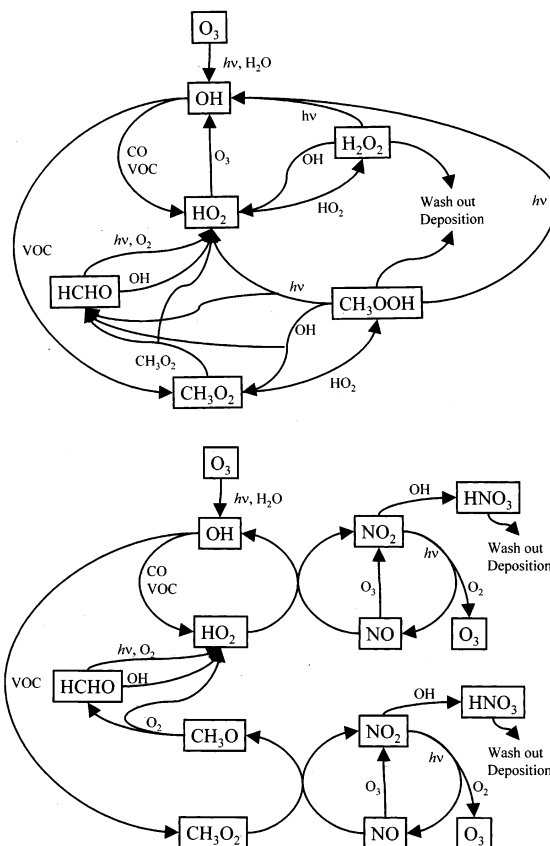 O₃
hν, H₂O
OH
hν
CO
VOC
O₃
OH
H₂O₂
HO₂
HO₂
Wash out
Deposition
hν
VOC
hν, O₂
HCHO
OH
hν
CH₃OOH
OH
CH₃O₂
CH₃O₂
HO₂
O₃
hν, H₂O
OH
CO
VOC
HO₂
NO₂
OH
HNO₃
Wash out
Deposition
hν
O₃
O₂
NO
O₃
VOC
hν, O₂
HCHO
OH
O₂
CH₃O
CH₃O₂
NO₂
OH
HNO₃
Wash out
Deposition
hν
O₃
O₂
NO
O₃